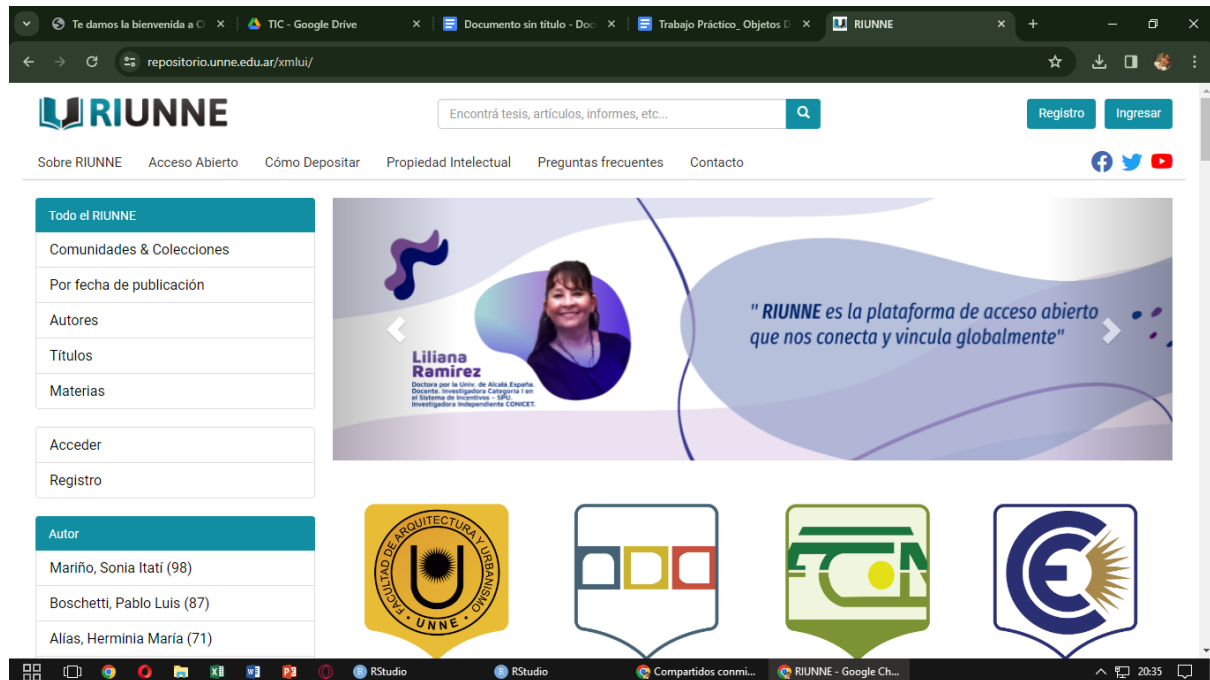 Te damos la bienvenida a C
TIC - Google Drive
Documento sin título - Doc
Trabajo Práctico_ Objetos D
RIUNNE
repositorio.unne.edu.ar/xmlui/
RIUNNE
Encontrá tesis, artículos, informes, etc...
Registro
Ingresar
Sobre RIUNNE
Acceso Abierto
Cómo Depositar
Propiedad Intelectual
Preguntas frecuentes
Contacto
Todo el RIUNNE
Comunidades & Colecciones
Por fecha de publicación
Autores
Títulos
Materias
Acceder
Registro
Autor
Mariño, Sonia Itatí (98)
Boschetti, Pablo Luis (87)
Alías, Herminia María (71)
Liliana
Ramirez
Doctora por la Univ. de Alcalá, España.
Docente. Investigadora Categoría I en
el Sistema de Incentivos - SPU.
Investigadora Independiente CONICET.
" RIUNNE es la plataforma de acceso abierto
que nos conecta y vincula globalmente"
FACULTAD DE ARQUITECTURA Y URBANISMO
UNNE
RStudio
RStudio
Compartidos conmi...
RIUNNE - Google Ch...
20:35